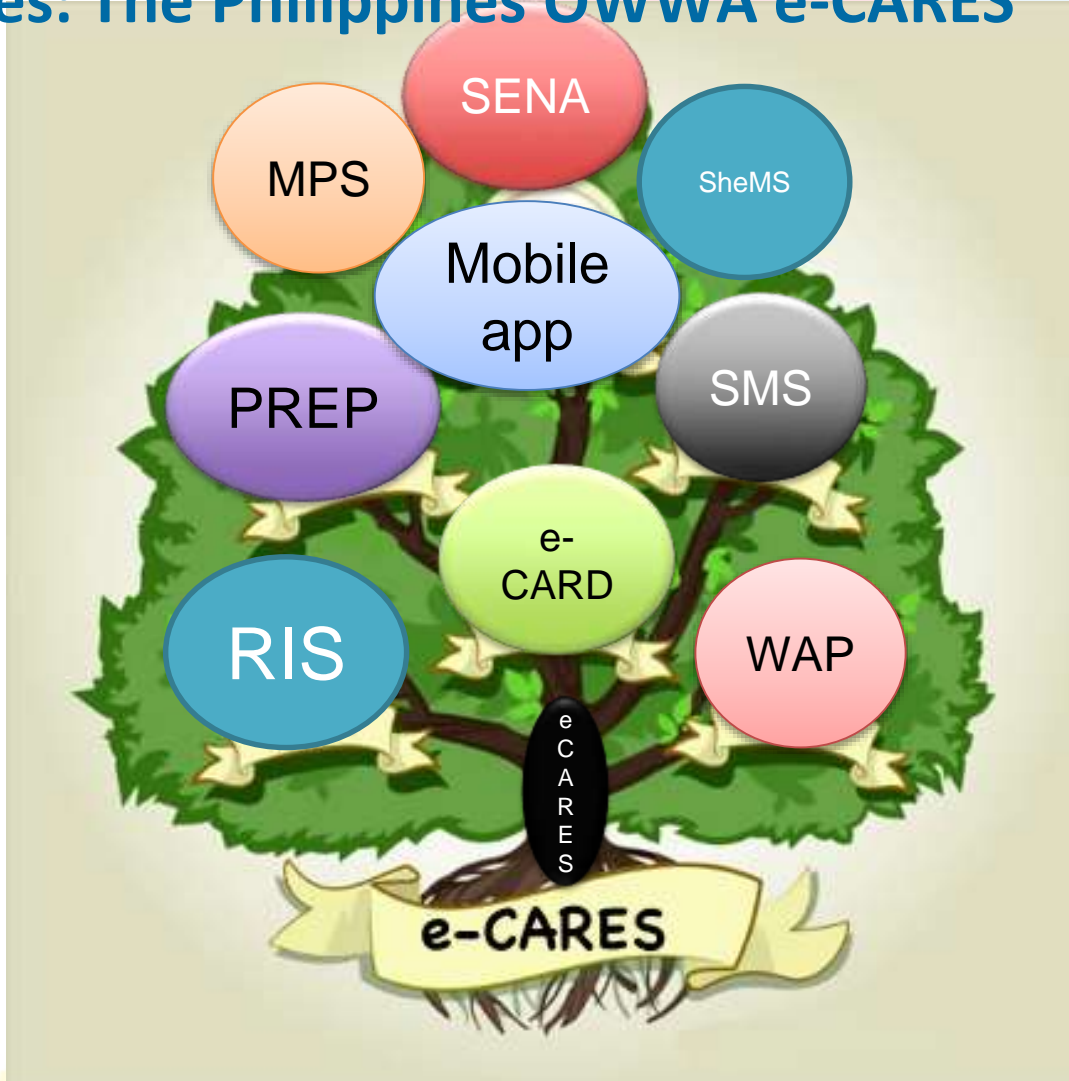 es: The Philippines OWWA e-CARES
SENA
MPS
SheMS
Mobile
app
PREP
SMS
e-
CARD
RIS
WAP
e
C
A
R
E
S
e-CARES